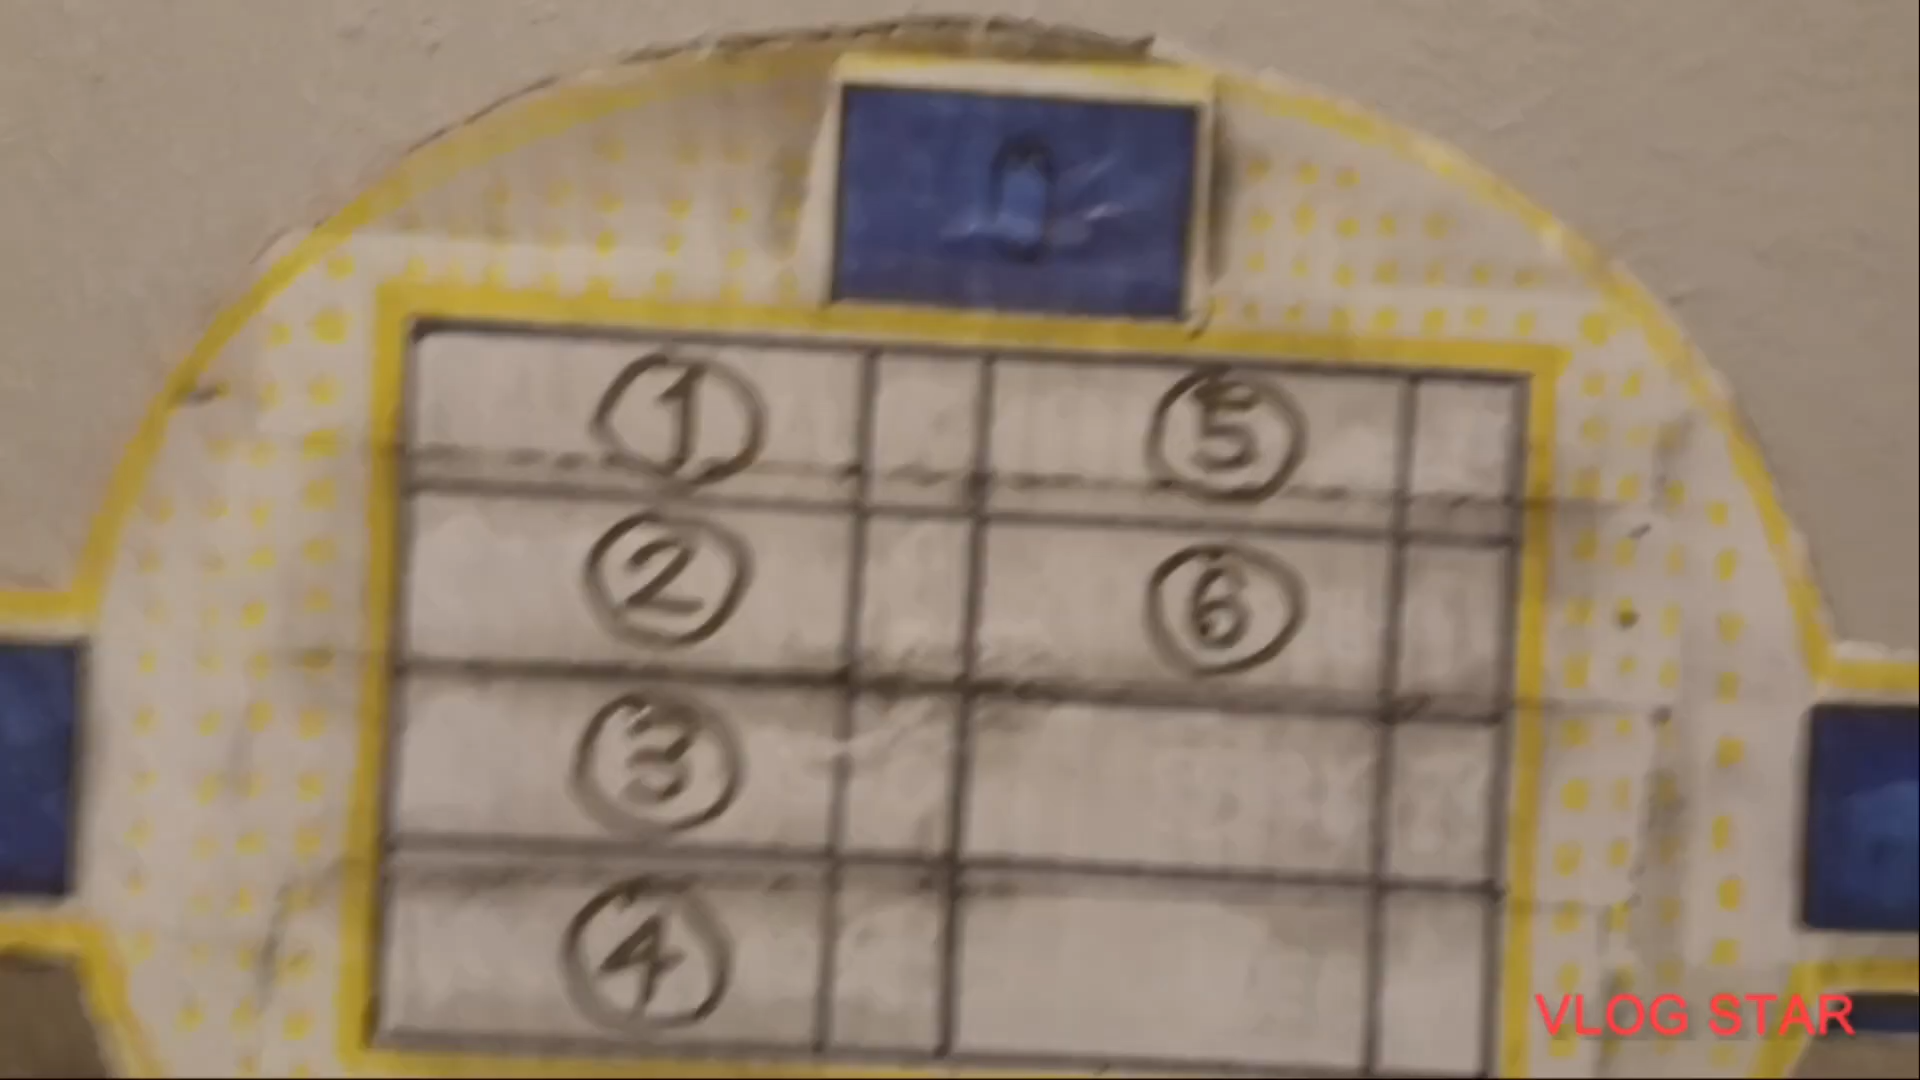 ① ⑤
② ⑥
③
④
VLOG STAR